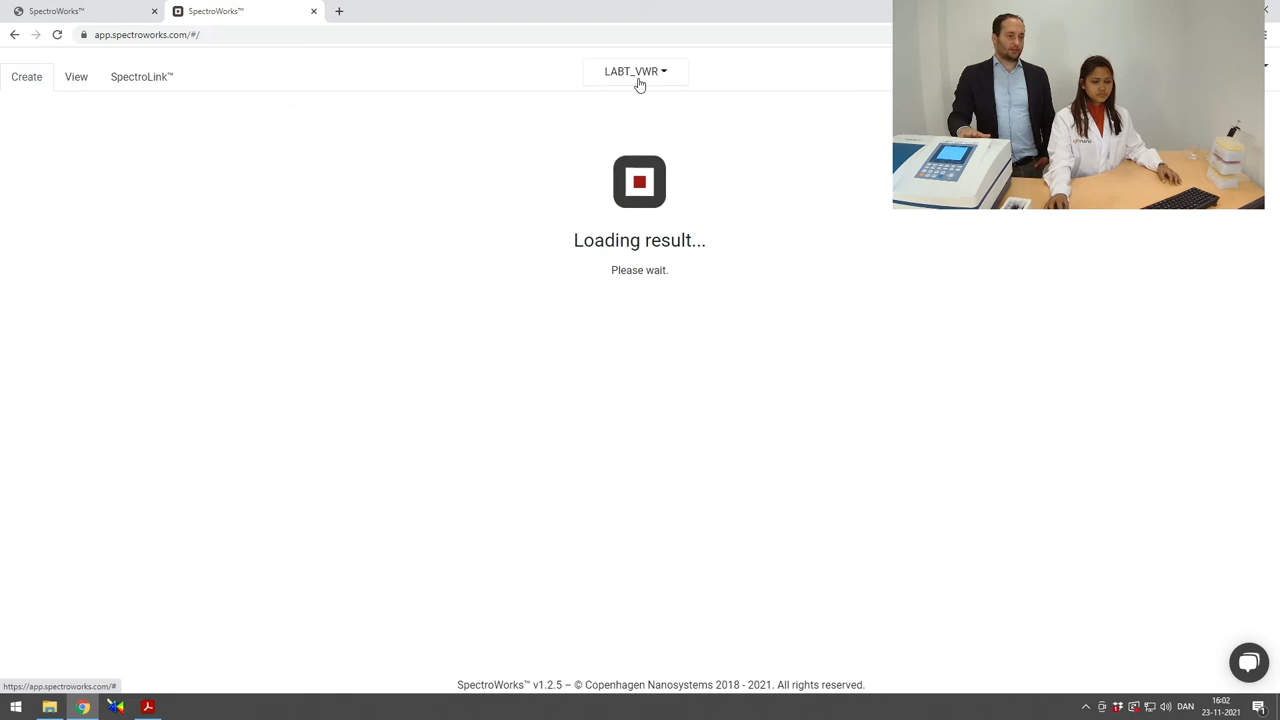 SpectroWorks™
SpectroWorks™
app.spectroworks.com/#/
Create
View
SpectroLink™
LABT_VWR
Loading result...
Please wait.
https://app.spectroworks.com/#
SpectroWorks™ v1.2.5 – © Copenhagen Nanosystems 2018 - 2021. All rights reserved.
DAN
16:02
23-11-2021